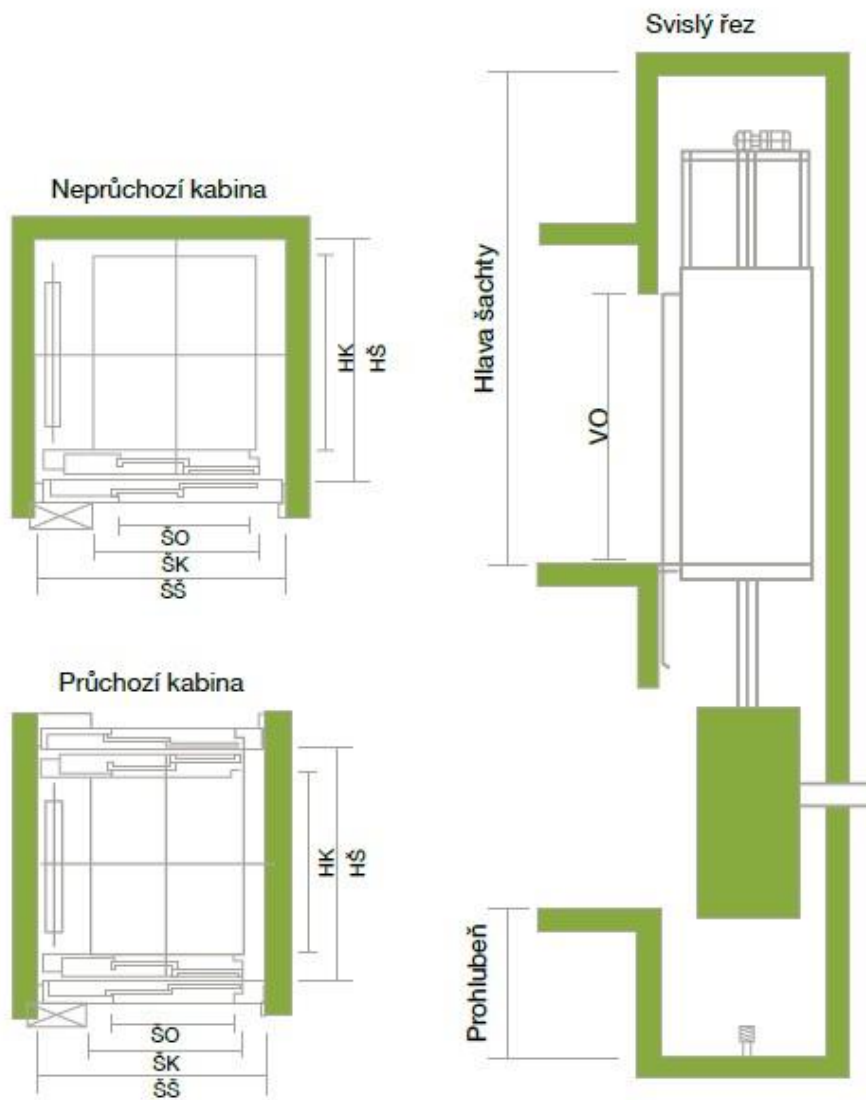 Svislý řez
Neprůchozí kabina
HK
HŠ
ŠO
ŠK
ŠŠ
Hlava šachty
VO
Průchozí kabina
HK
HŠ
ŠO
ŠK
ŠŠ
Prohlubeň